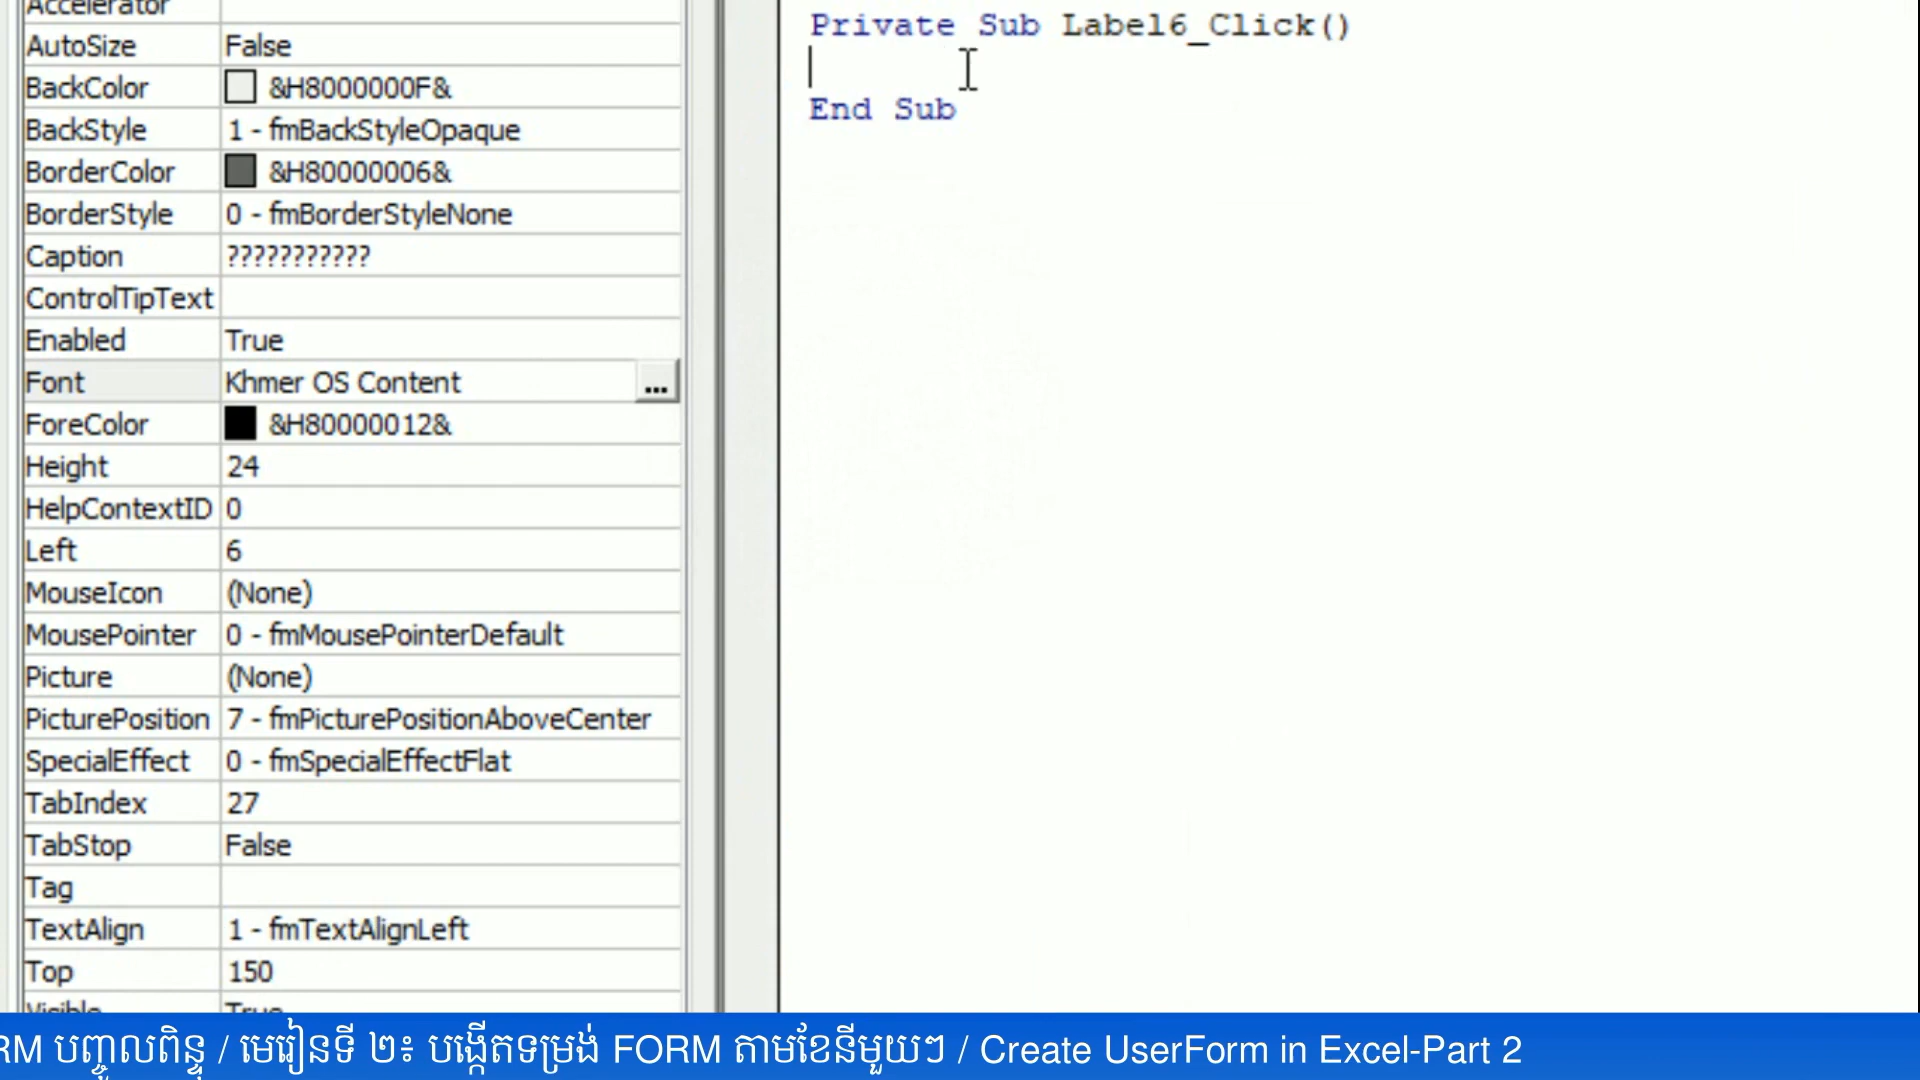 Accelerator
AutoSize False
BackColor &H8000000F&
BackStyle 1 - fmBackStyleOpaque
BorderColor &H80000006&
BorderStyle 0 - fmBorderStyleNone
Caption ???????????
ControlTipText
Enabled True
Font Khmer OS Content ...
ForeColor &H80000012&
Height 24
HelpContextID 0
Left 6
MouseIcon (None)
MousePointer 0 - fmMousePointerDefault
Picture (None)
PicturePosition 7 - fmPicturePositionAboveCenter
SpecialEffect 0 - fmSpecialEffectFlat
TabIndex 27
TabStop False
Tag
TextAlign 1 - fmTextAlignLeft
Top 150
Visible True
Private Sub Label6_Click()
End Sub
RM បញ្ចូលពិន្ទុ / មេរៀនទី ២៖ បង្កើតទម្រង់ FORM តាមខែនីមួយៗ / Create UserForm in Excel-Part 2